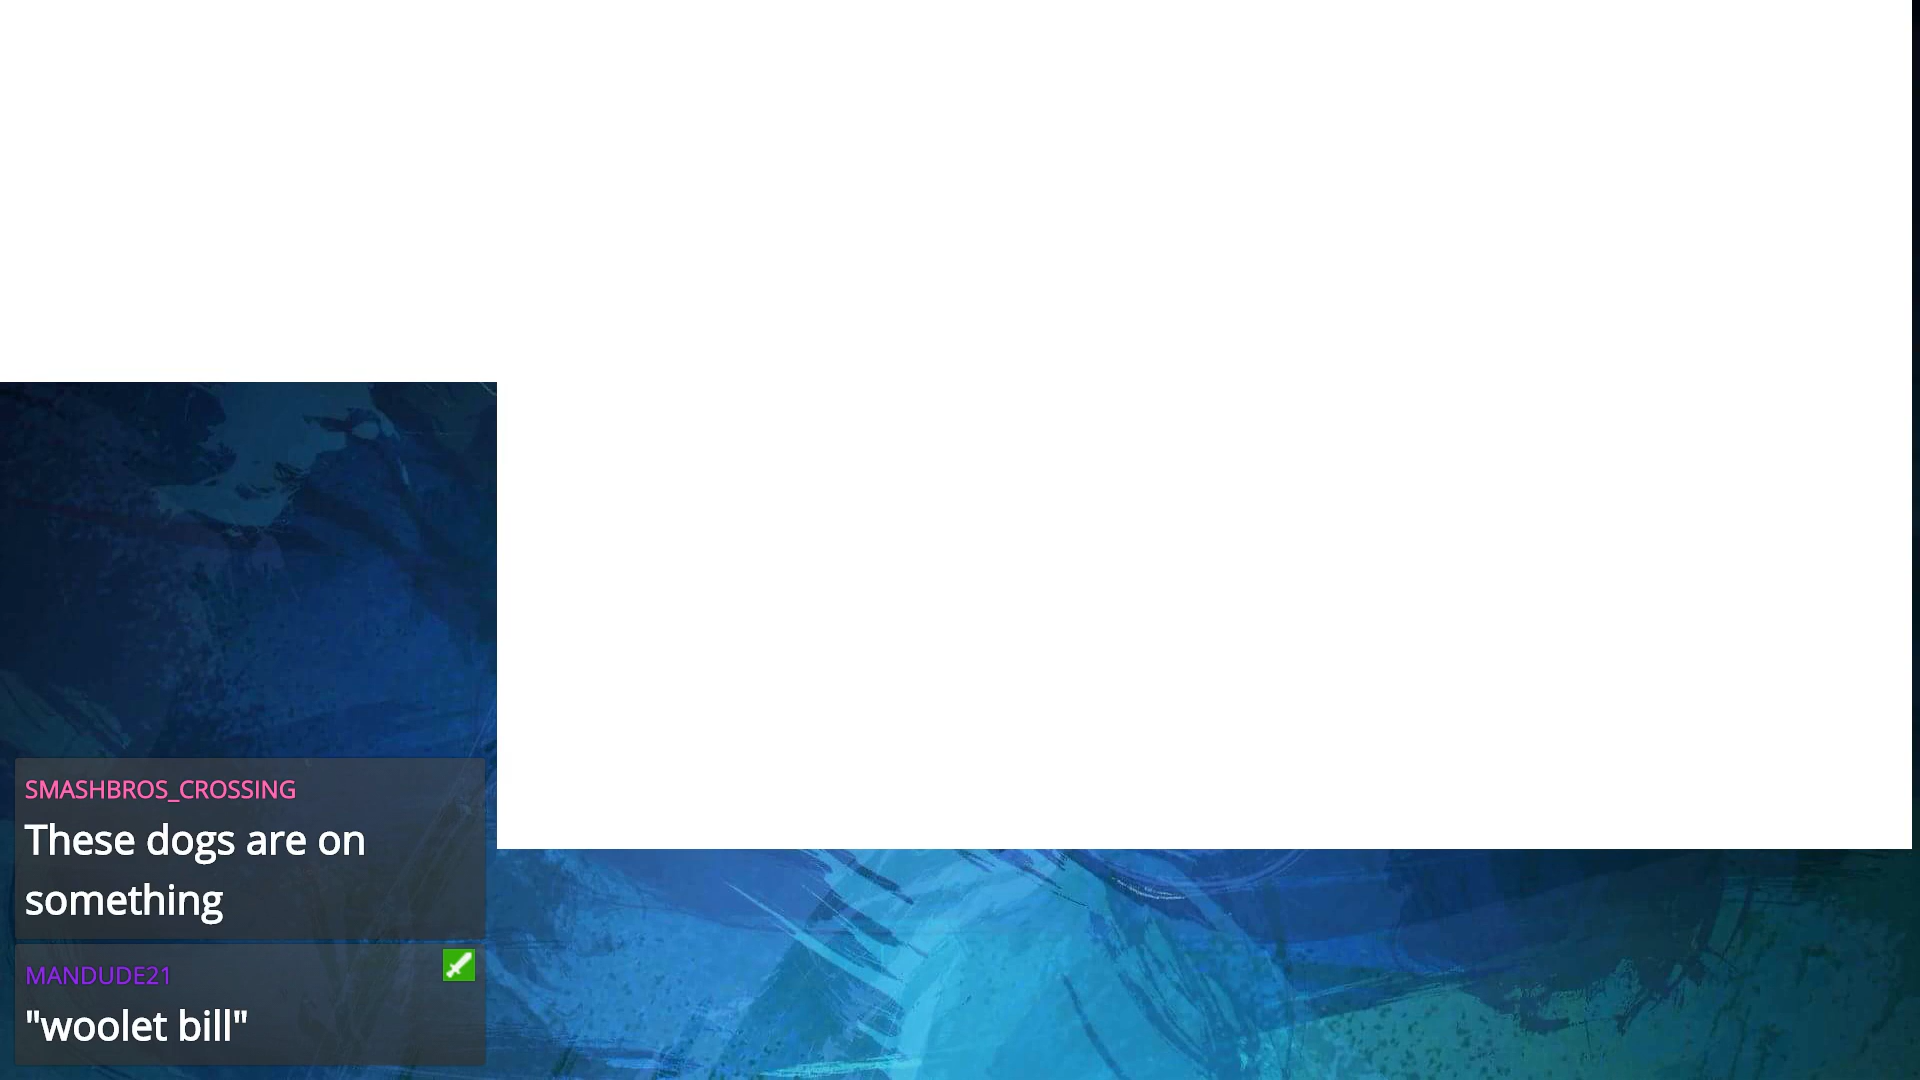 SMASHBROS_CROSSING
These dogs are on
something
MANDUDE21
"woolet bill"